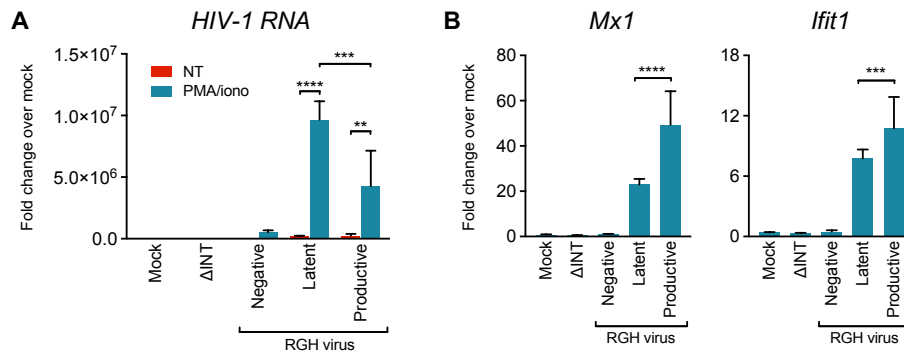 A
HIV-1 RNA
Fold change over mock
1.5×10⁷
1.0×10⁷
5.0×10⁶
0.0
NT
PMA/iono
***
****
**
Mock
ΔINT
Negative
Latent
Productive
RGH virus
B
Mx1
Fold change over mock
80
60
40
20
0
****
Mock
ΔINT
Negative
Latent
Productive
RGH virus
Ifit1
18
12
6
0
***
Mock
ΔINT
Negative
Latent
Productive
RGH virus